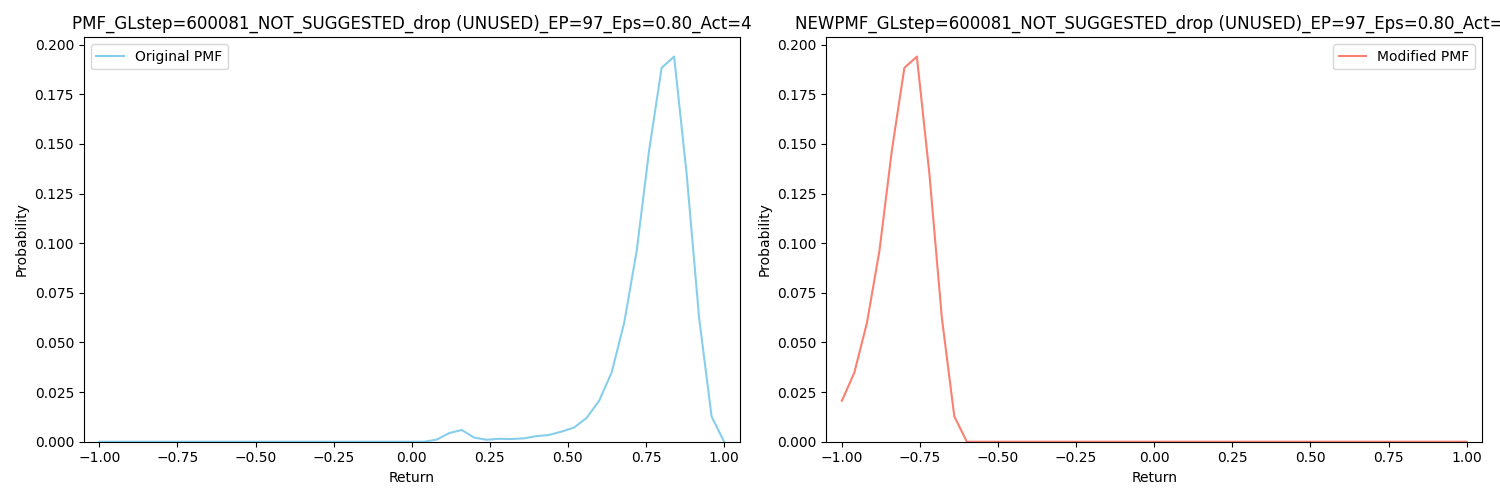 PMF_GLstep=600081_NOT_SUGGESTED_drop (UNUSED)_EP=97_Eps=0.80_Act=4
Original PMF
Probability
0.200
0.175
0.150
0.125
0.100
0.075
0.050
0.025
0.000
−1.00 −0.75 −0.50 −0.25 0.00 0.25 0.50 0.75 1.00
Return
NEWPMF_GLstep=600081_NOT_SUGGESTED_drop (UNUSED)_EP=97_Eps=0.80_Act=
Modified PMF
Probability
0.200
0.175
0.150
0.125
0.100
0.075
0.050
0.025
0.000
−1.00 −0.75 −0.50 −0.25 0.00 0.25 0.50 0.75 1.00
Return